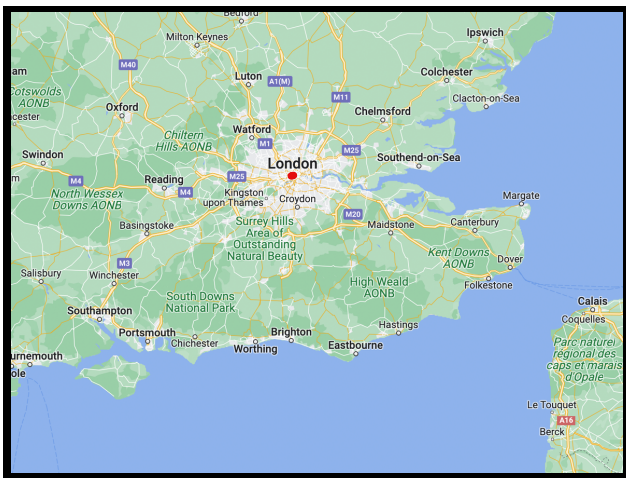 Bedford
Ipswich
Milton Keynes
M40
Luton
A1(M)
Colchester
am
Cotswolds
AONB
cester
M11
Clacton-on-Sea
Oxford
Chelmsford
Watford
Chiltern
Hills AONB
M1
M25
London
Southend-on-Sea
Swindon
m
M4
Reading
M4
M25
North Wessex
Downs AONB
Kingston
upon Thames
Croydon
Margate
M20
Basingstoke
Surrey Hills
Area of
Outstanding
Natural Beauty
Maidstone
Canterbury
Kent Downs
AONB
Dover
M3
Salisbury
Winchester
High Weald
AONB
Folkestone
South Downs
National Park
Calais
Coquelles
Southampton
Portsmouth
Chichester
Worthing
Brighton
Eastbourne
Hastings
Parc naturel
régional des
caps et marais
d'Opale
urnemouth
ole
Le Touquet
A16
Berck